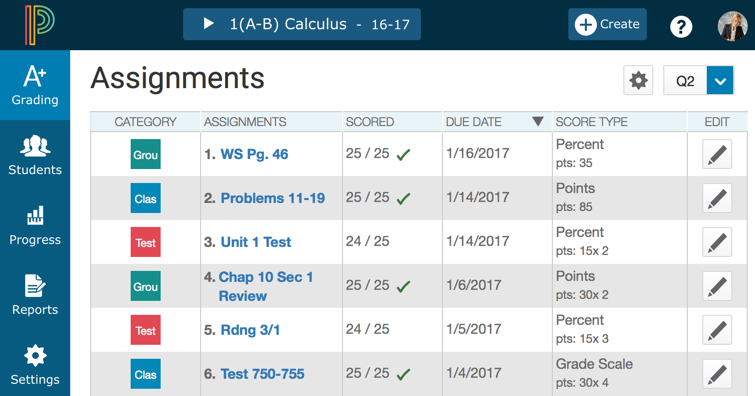 1(A-B) Calculus - 16-17
Create
?
A+
Grading
Students
Progress
Reports
Settings
Assignments
Q2
CATEGORY ASSIGNMENTS SCORED DUE DATE SCORE TYPE EDIT
Grou 1. WS Pg. 46 25 / 25 1/16/2017 Percent
pts: 35
Clas 2. Problems 11-19 25 / 25 1/14/2017 Points
pts: 85
Test 3. Unit 1 Test 24 / 25 1/14/2017 Percent
pts: 15x 2
Grou 4. Chap 10 Sec 1
Review 25 / 25 1/6/2017 Points
pts: 30x 2
Test 5. Rdng 3/1 24 / 25 1/5/2017 Percent
pts: 15x 3
Clas 6. Test 750-755 25 / 25 1/4/2017 Grade Scale
pts: 30x 4